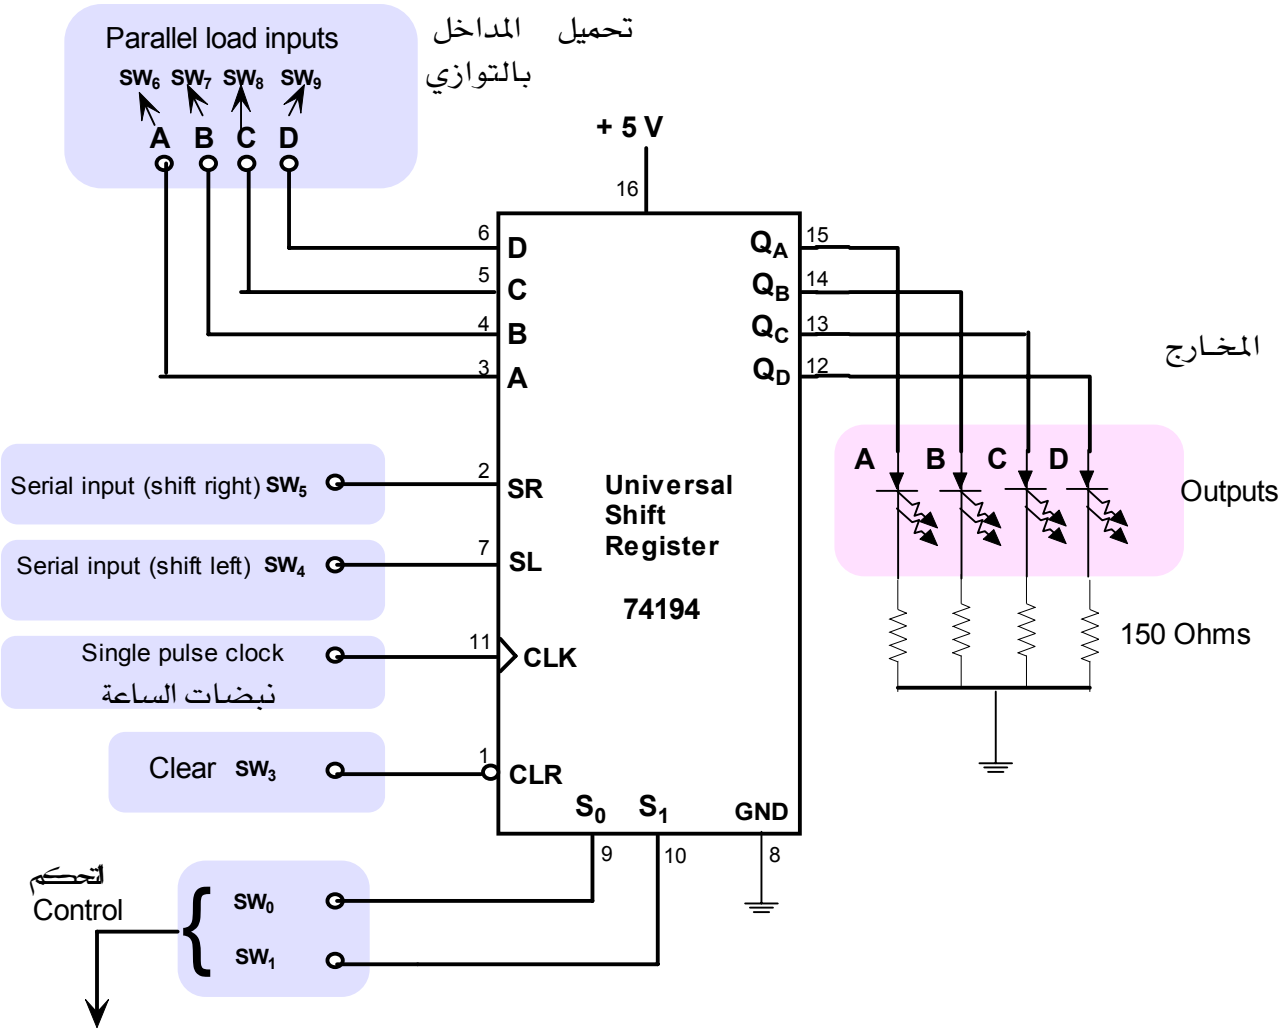 Parallel load inputs
تحميل المداخل
بالتوازي
SW6 SW7 SW8 SW9
A B C D
+ 5 V
16
6 D
5 C
4 B
3 A
QA 15
QB 14
QC 13
QD 12
المخارج
A B C D
Outputs
150 Ohms
Serial input (shift right) SW5
2 SR
Serial input (shift left) SW4
7 SL
Universal
Shift
Register
74194
Single pulse clock
نبضات الساعة
11 CLK
Clear SW3
1 CLR
S0 S1 GND
9 10 8
التحكم
Control
{
SW0
SW1